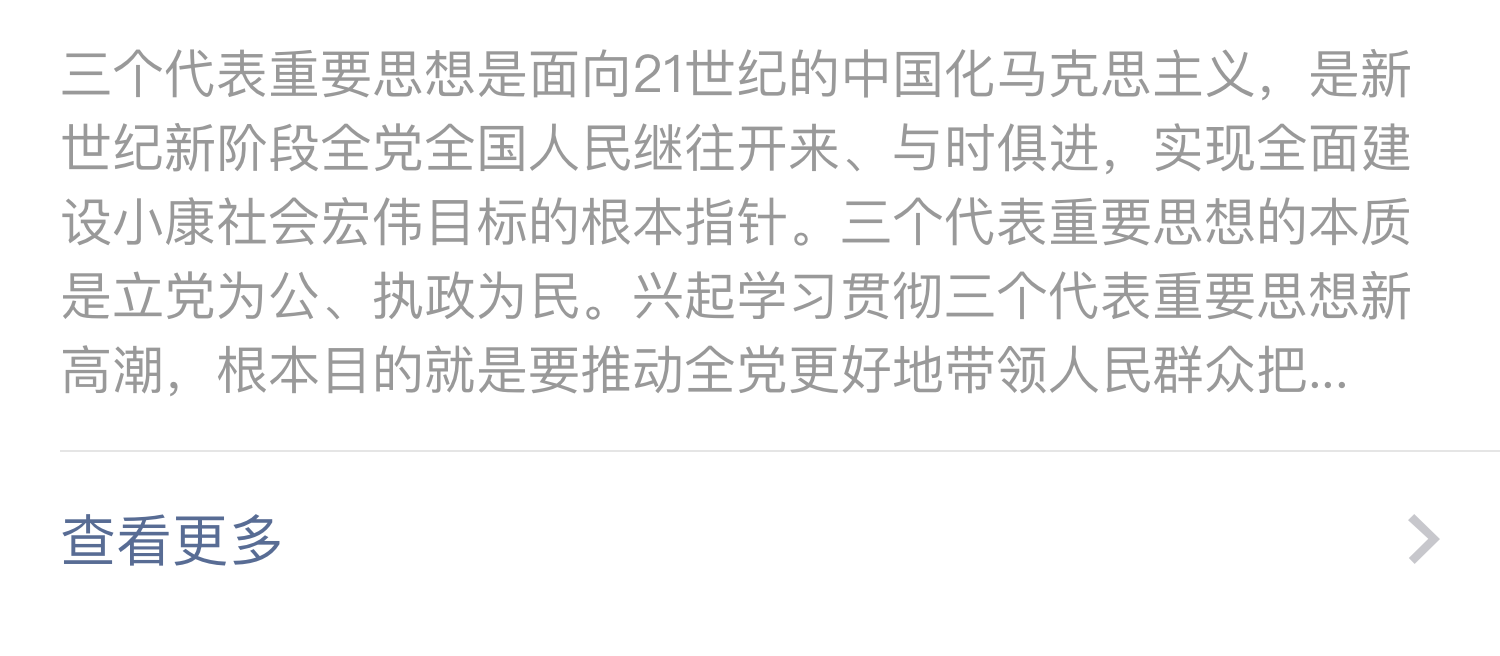 三个代表重要思想是面向21世纪的中国化马克思主义，是新
世纪新阶段全党全国人民继往开来、与时俱进，实现全面建
设小康社会宏伟目标的根本指针。三个代表重要思想的本质
是立党为公、执政为民。兴起学习贯彻三个代表重要思想新
高潮，根本目的就是要推动全党更好地带领人民群众把...
查看更多